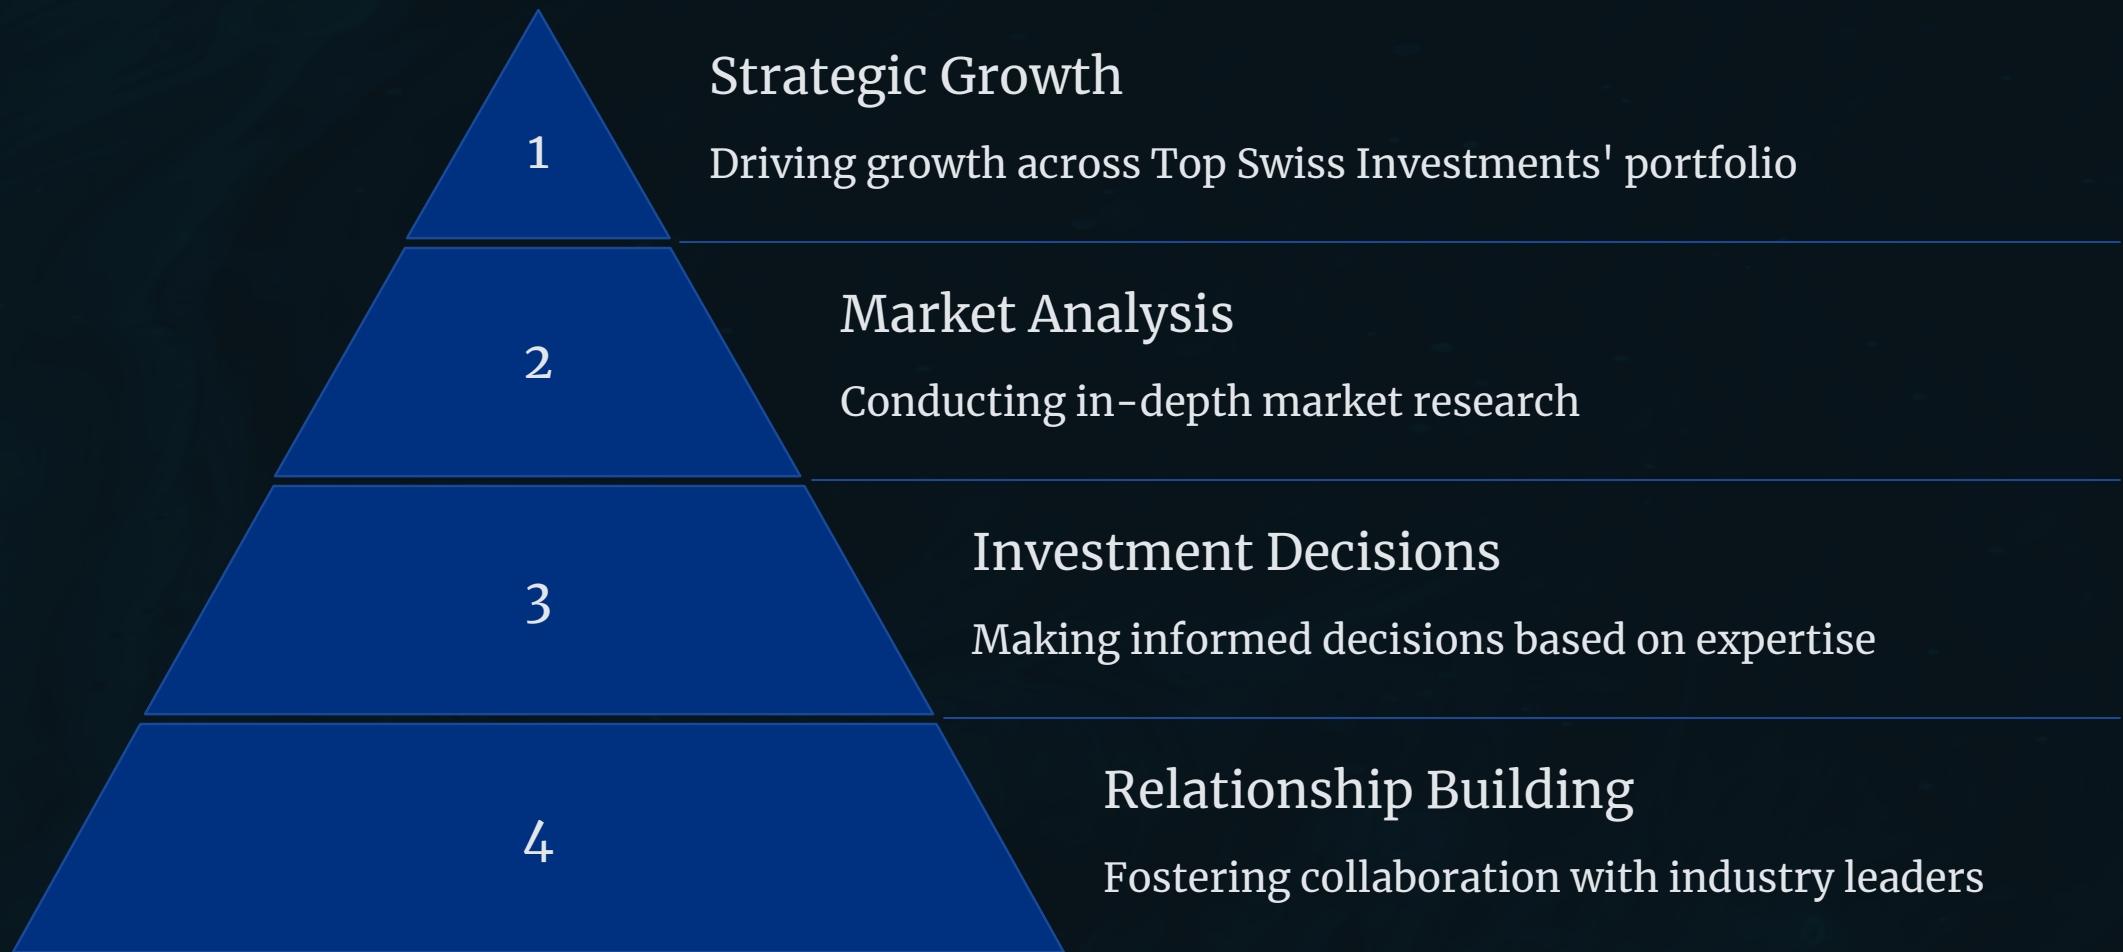 1
Strategic Growth
Driving growth across Top Swiss Investments' portfolio
2
Market Analysis
Conducting in-depth market research
3
Investment Decisions
Making informed decisions based on expertise
4
Relationship Building
Fostering collaboration with industry leaders